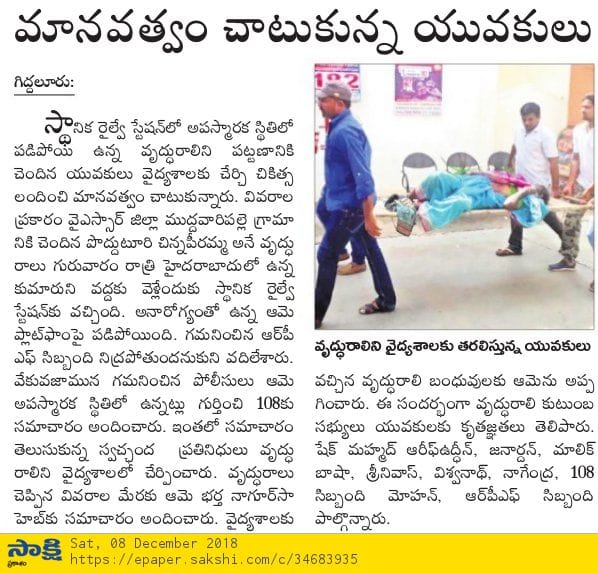 మానవత్వం చాటుకున్న యువకులు
గిద్దలూరు:
స్థానిక రైల్వే స్టేషన్‌లో అపస్మారక స్థితిలో
పడిపోయి ఉన్న వృద్ధురాలిని పట్టణానికి
చెందిన యువకులు వైద్యశాలకు చేర్చి చికిత్స
లందించి మానవత్వం చాటుకున్నారు. వివరాల
ప్రకారం వైఎస్సార్ జిల్లా ముద్దవారిపల్లె గ్రామా
నికి చెందిన పొద్దుటూరి చిన్నపీరమ్మ అనే వృద్ధు
రాలు గురువారం రాత్రి హైదరాబాదులో ఉన్న
కుమారుని వద్దకు వెళ్లేందుకు స్థానిక రైల్వే
స్టేషన్‌కు వచ్చింది. అనారోగ్యంతో ఉన్న ఆమె
ప్లాట్‌ఫాంపై పడిపోయింది. గమనించిన ఆర్‌పీ
ఎఫ్ సిబ్బంది నిద్రపోతుందనుకుని వదిలేశారు.
వేకువజామున గమనించిన పోలీసులు ఆమె
అపస్మారక స్థితిలో ఉన్నట్లు గుర్తించి 108కు
సమాచారం అందించారు. ఇంతలో సమాచారం
తెలుసుకున్న స్వచ్ఛంద ప్రతినిధులు వృద్ధు
రాలిని వైద్యశాలలో చేర్పించారు. వృద్ధురాలు
చెప్పిన వివరాల మేరకు ఆమె భర్త నాగూర్‌సా
హెబ్‌కు సమాచారం అందించారు. వైద్యశాలకు
వృద్ధురాలిని వైద్యశాలకు తరలిస్తున్న యువకులు
వచ్చిన వృద్ధురాలి బంధువులకు ఆమెను అప్ప
గించారు. ఈ సందర్భంగా వృద్ధురాలి కుటుంబ
సభ్యులు యువకులకు కృతజ్ఞతలు తెలిపారు.
షేక్ మహ్మద్ ఆరీఫ్‌ఉద్దీన్, జనార్దన్, మాలిక్
బాషా, శ్రీనివాస్, విశ్వనాథ్, నాగేంద్ర, 108
సిబ్బంది మోహన్, ఆర్‌పీఎఫ్ సిబ్బంది
పాల్గొన్నారు.
సాక్షి
ప్రకాశం
Sat, 08 December 2018
https://epaper.sakshi.com/c/34683935